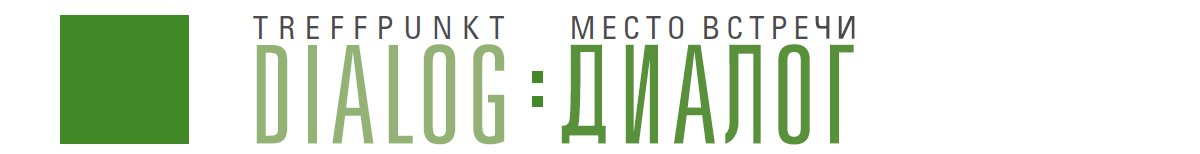 TREFFPUNKT МЕСТО ВСТРЕЧИ
DIALOG : ДИАЛОГ